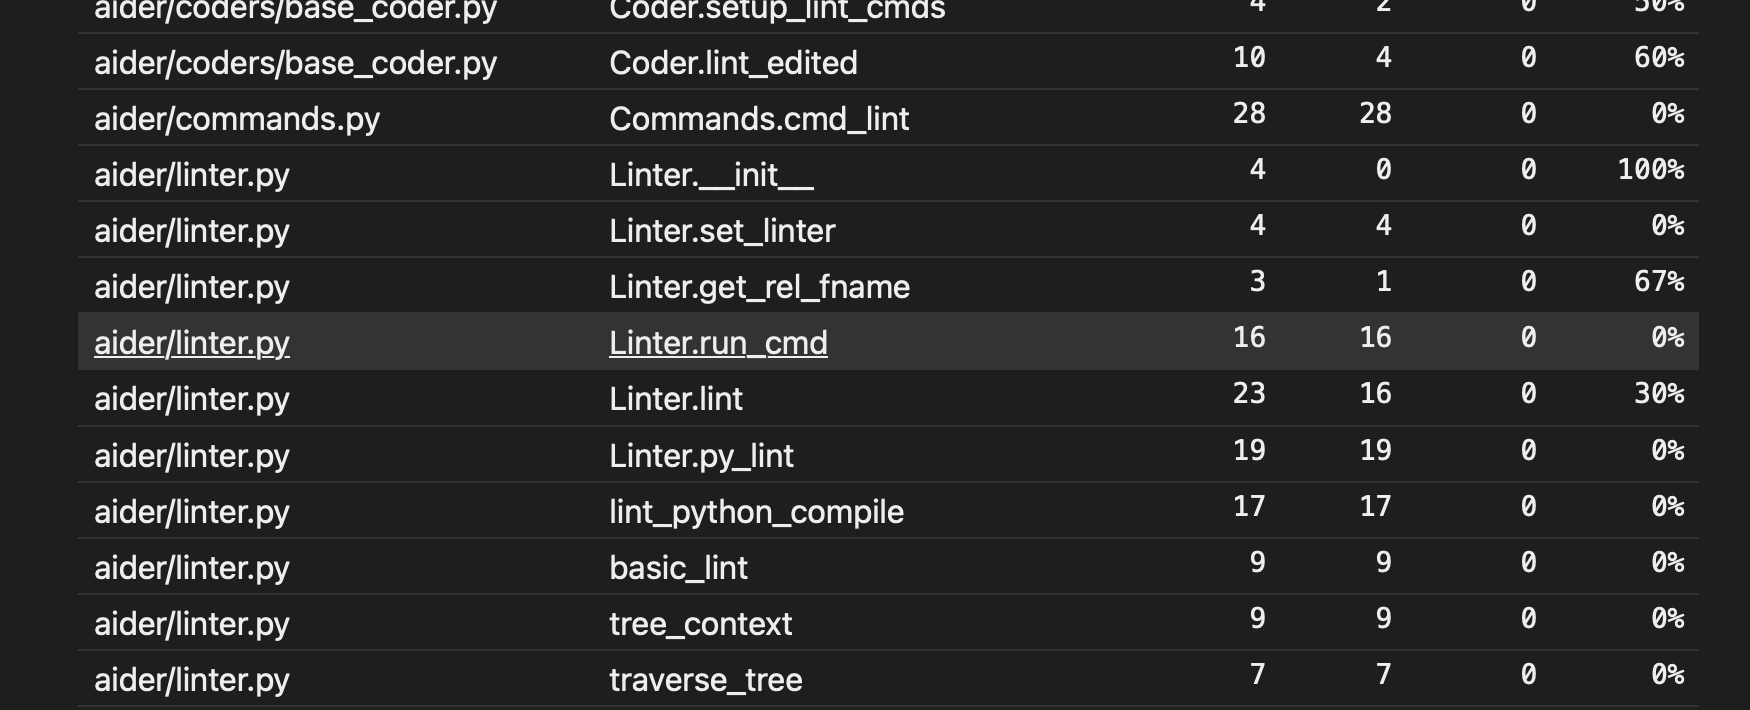 aider/coders/base_coder.py Coder.setup_lint_cmds 4 2 0 50%
aider/coders/base_coder.py Coder.lint_edited 10 4 0 60%
aider/commands.py Commands.cmd_lint 28 28 0 0%
aider/linter.py Linter.__init__ 4 0 0 100%
aider/linter.py Linter.set_linter 4 4 0 0%
aider/linter.py Linter.get_rel_fname 3 1 0 67%
aider/linter.py Linter.run_cmd 16 16 0 0%
aider/linter.py Linter.lint 23 16 0 30%
aider/linter.py Linter.py_lint 19 19 0 0%
aider/linter.py lint_python_compile 17 17 0 0%
aider/linter.py basic_lint 9 9 0 0%
aider/linter.py tree_context 9 9 0 0%
aider/linter.py traverse_tree 7 7 0 0%